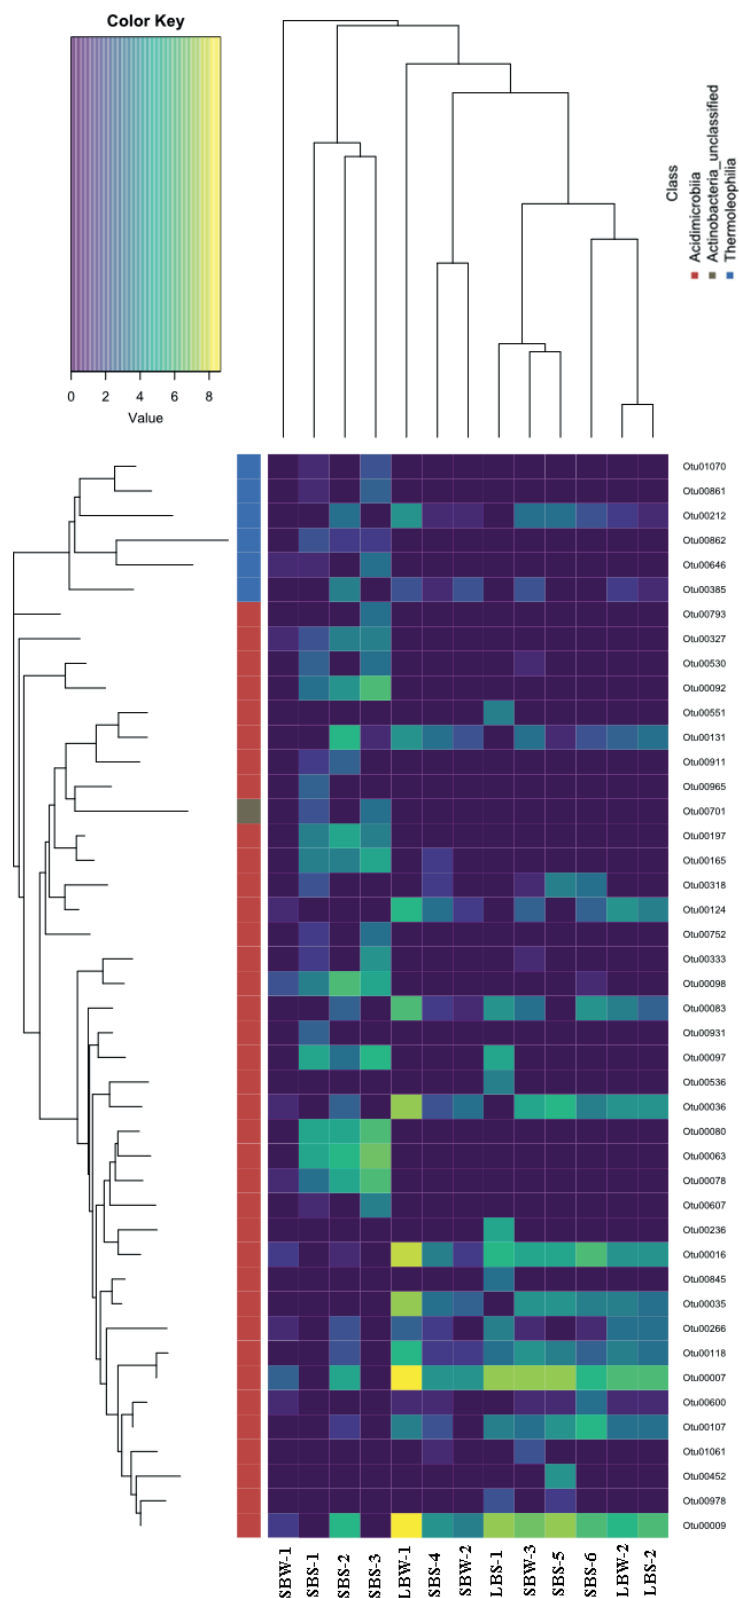 Color Key
0 2 4 6 8
Value
Class
Acidimicrobiia
Actinobacteria_unclassified
Thermoleophilia
Otu01070
Otu00861
Otu00212
Otu00862
Otu00646
Otu00385
Otu00793
Otu00327
Otu00530
Otu00092
Otu00551
Otu00131
Otu00911
Otu00965
Otu00701
Otu00197
Otu00165
Otu00318
Otu00124
Otu00752
Otu00333
Otu00098
Otu00083
Otu00931
Otu00097
Otu00536
Otu00036
Otu00080
Otu00063
Otu00078
Otu00607
Otu00236
Otu00016
Otu00845
Otu00035
Otu00266
Otu00118
Otu00007
Otu00600
Otu00107
Otu01061
Otu00452
Otu00978
Otu00009
SBW-1
SBS-1
SBS-2
SBS-3
LBW-1
SBS-4
SBW-2
LBS-1
SBW-3
SBS-5
SBS-6
LBW-2
LBS-2